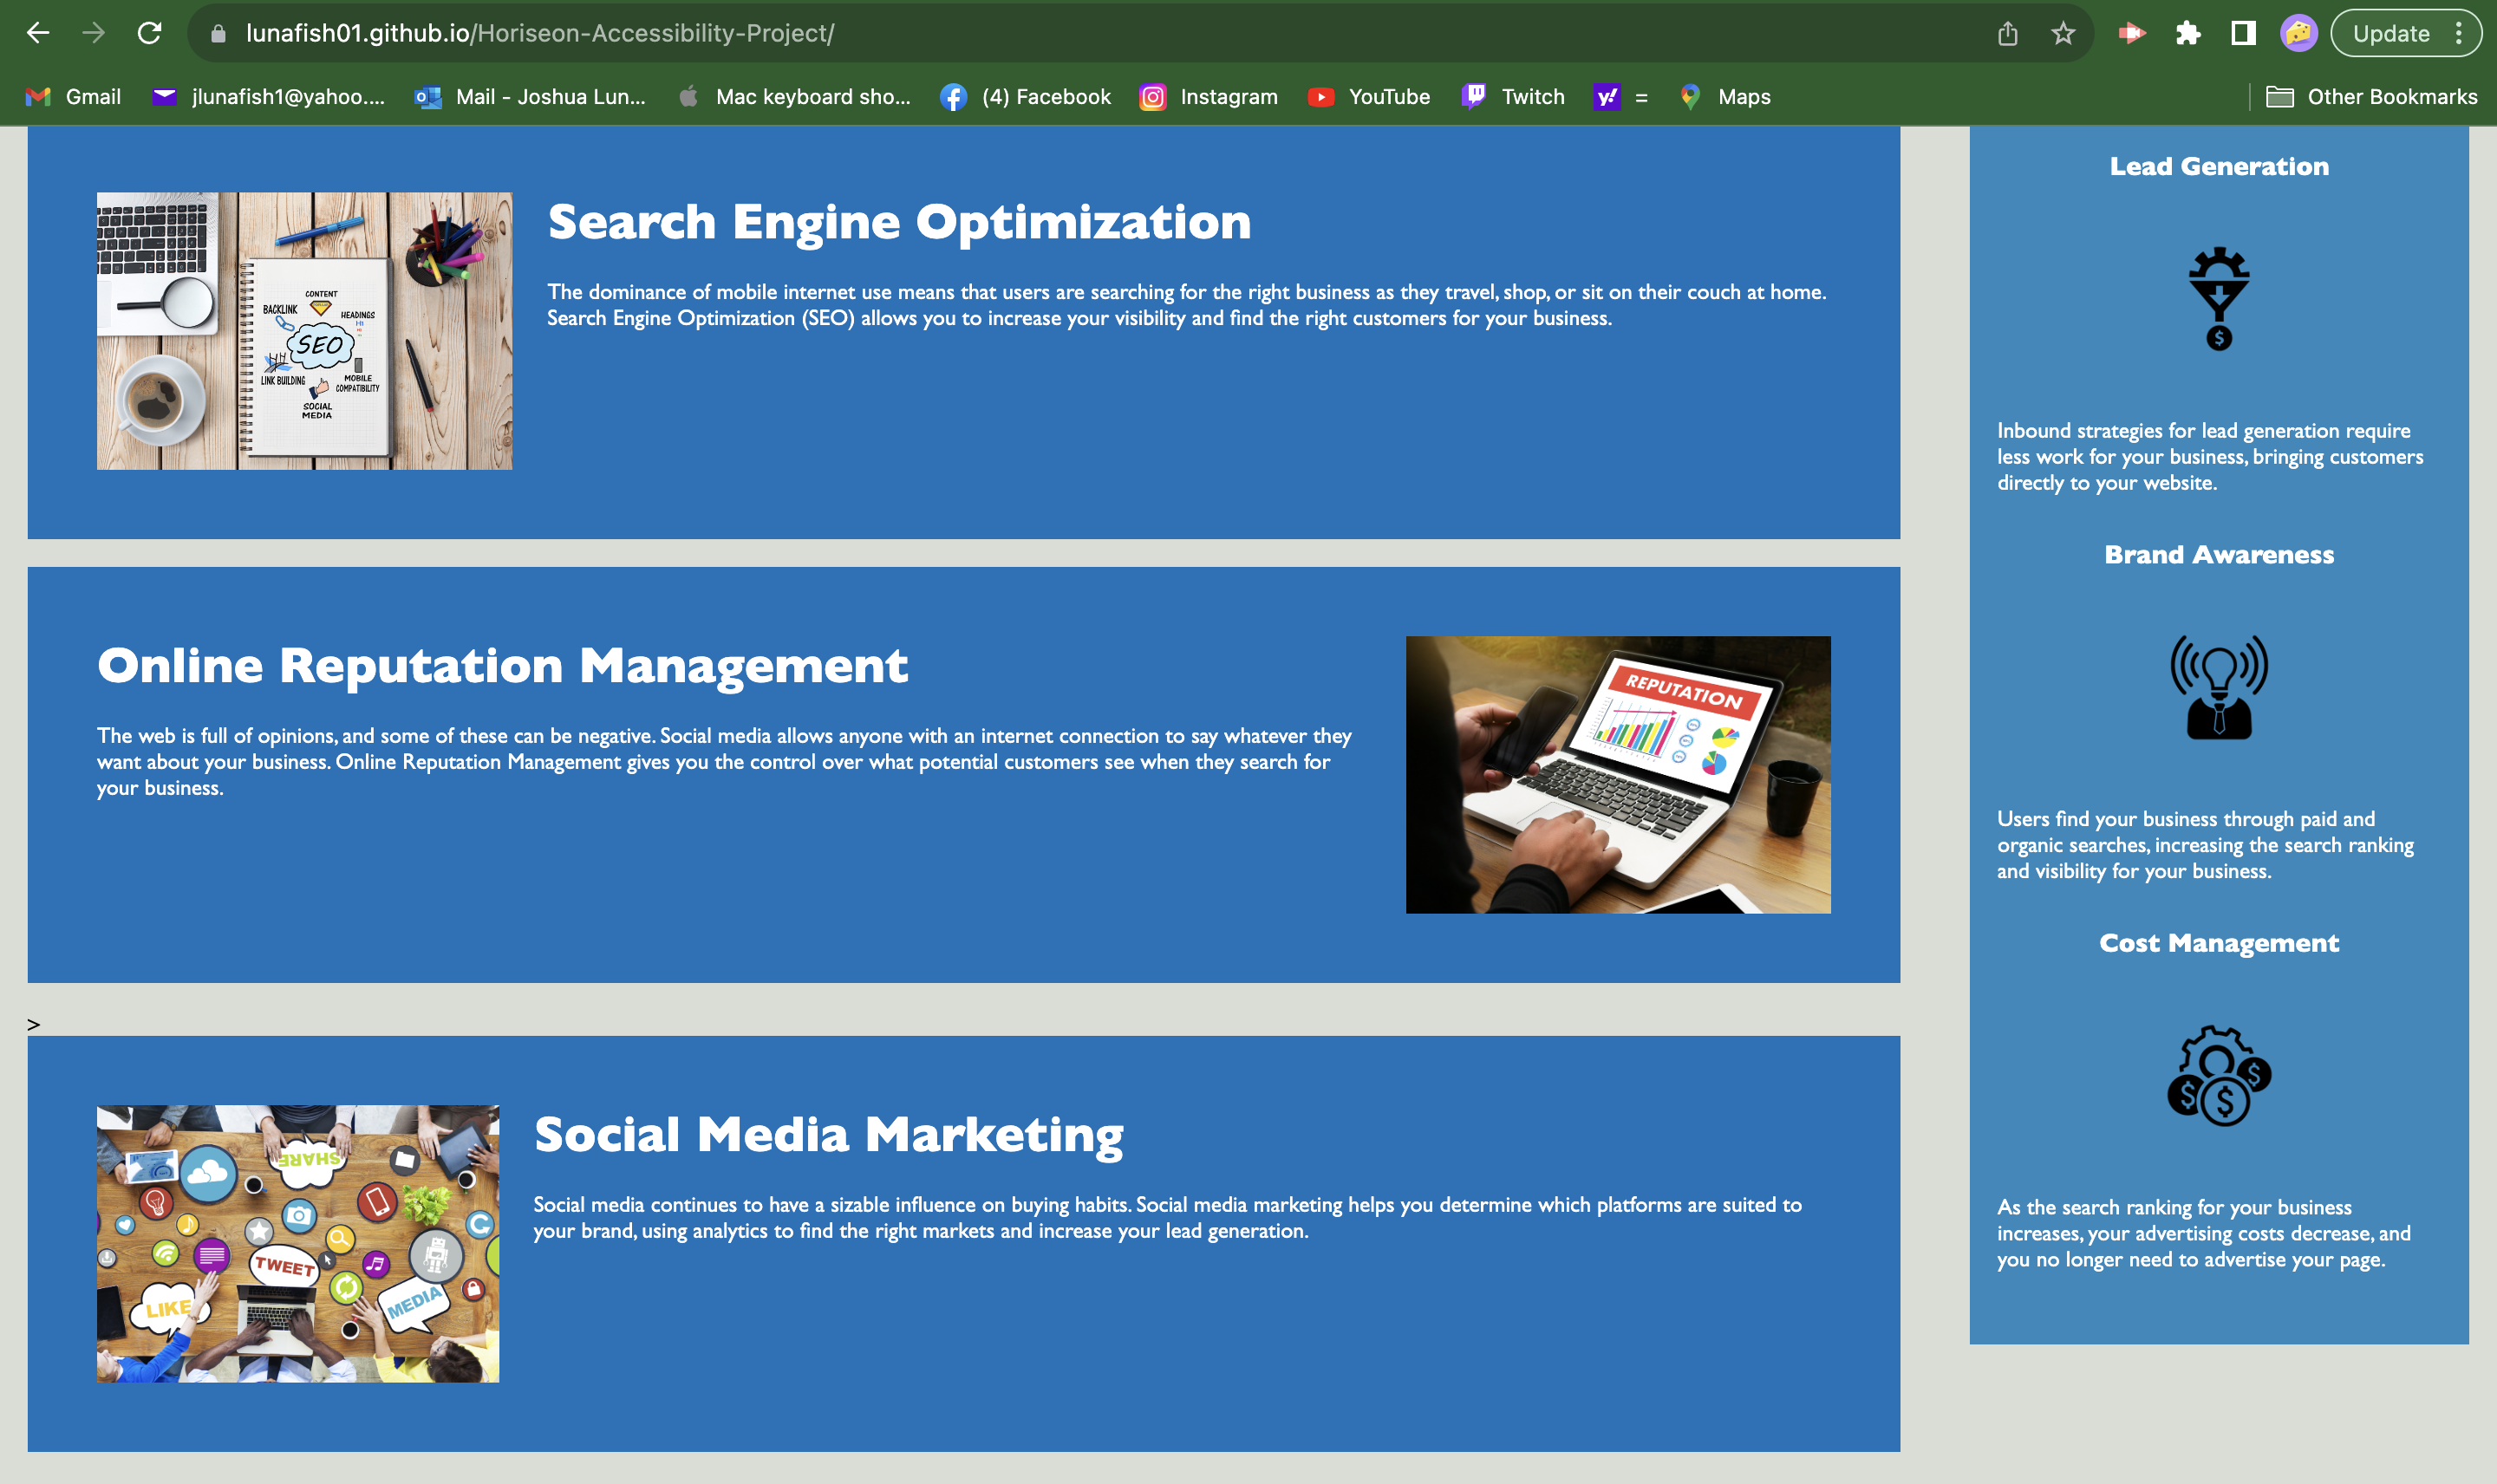 lunafish01.github.io/Horiseon-Accessibility-Project/
Update
Gmail
jlunafish1@yahoo....
Mail - Joshua Lun...
Mac keyboard sho...
(4) Facebook
Instagram
YouTube
Twitch
y!
=
Maps
Other Bookmarks
CONTENT
BACKLINK
HEADINGS
H1
SEO
LINK BUILDING
MOBILE
COMPATIBILITY
SOCIAL
MEDIA
Search Engine Optimization
The dominance of mobile internet use means that users are searching for the right business as they travel, shop, or sit on their couch at home.
Search Engine Optimization (SEO) allows you to increase your visibility and find the right customers for your business.
Online Reputation Management
The web is full of opinions, and some of these can be negative. Social media allows anyone with an internet connection to say whatever they
want about your business. Online Reputation Management gives you the control over what potential customers see when they search for
your business.
REPUTATION
>
SHARE
TWEET
LIKE
MEDIA
Social Media Marketing
Social media continues to have a sizable influence on buying habits. Social media marketing helps you determine which platforms are suited to
your brand, using analytics to find the right markets and increase your lead generation.
Lead Generation
$
Inbound strategies for lead generation require
less work for your business, bringing customers
directly to your website.
Brand Awareness
Users find your business through paid and
organic searches, increasing the search ranking
and visibility for your business.
Cost Management
$ $ $
As the search ranking for your business
increases, your advertising costs decrease, and
you no longer need to advertise your page.